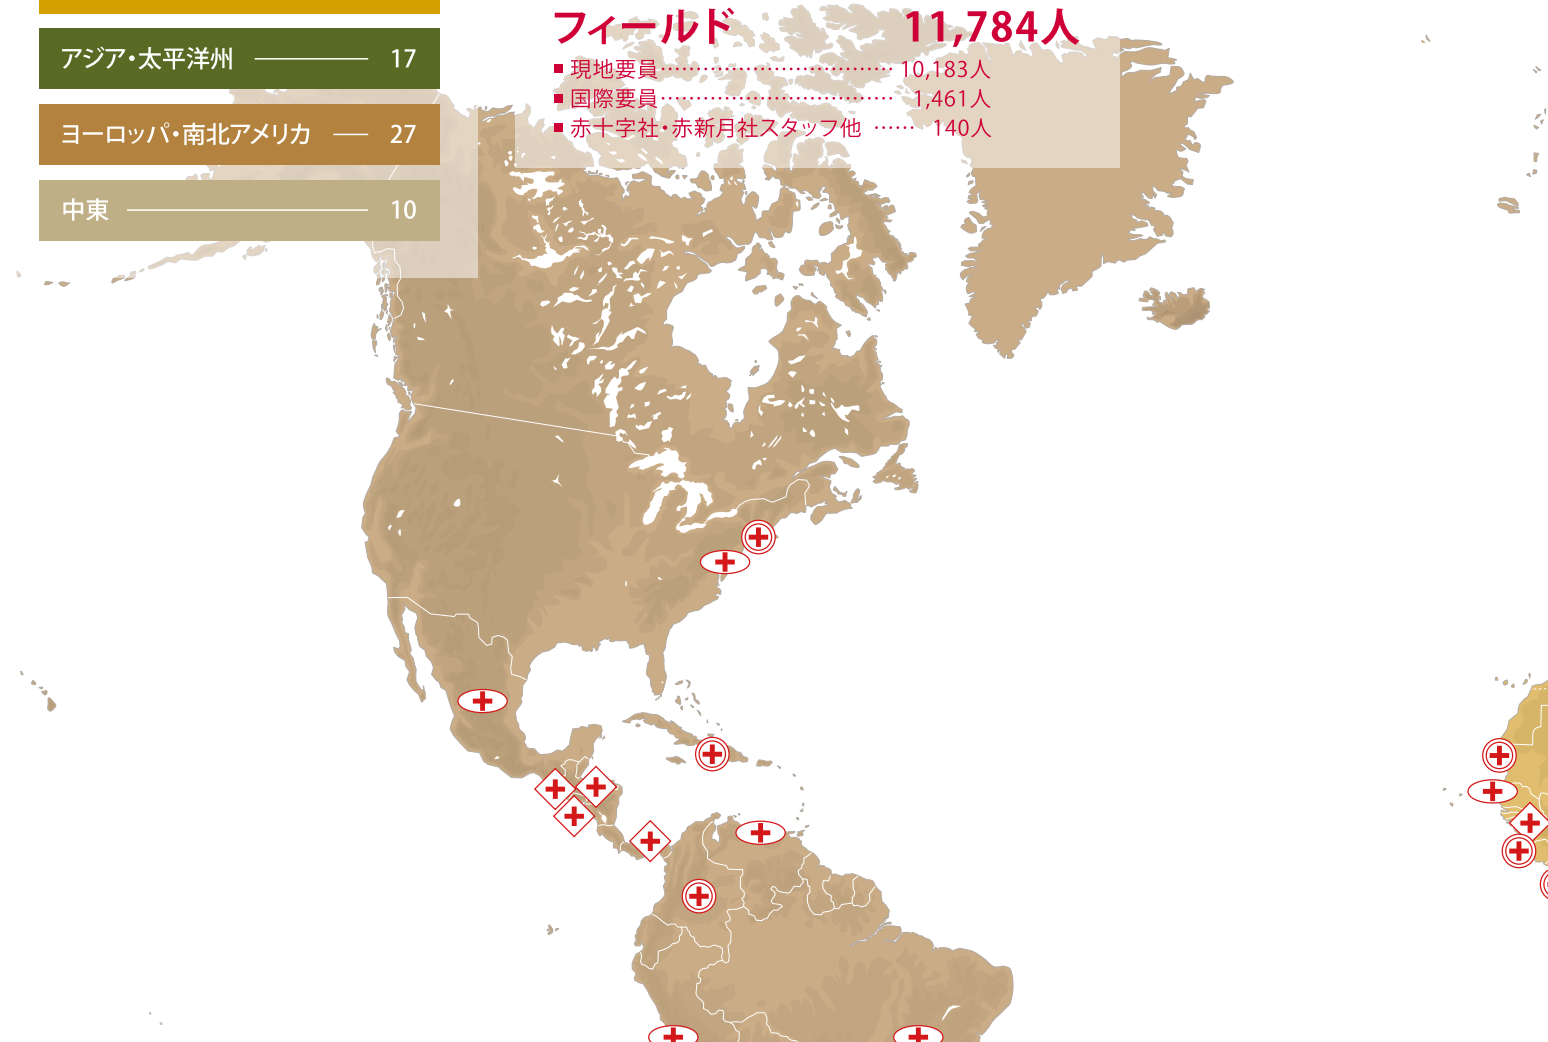 アジア・太平洋州 17
ヨーロッパ・南北アメリカ 27
中東 10
フィールド 11,784人
現地要員………………………… 10,183人
国際要員………………………… 1,461人
赤十字社・赤新月社スタッフ他 …… 140人